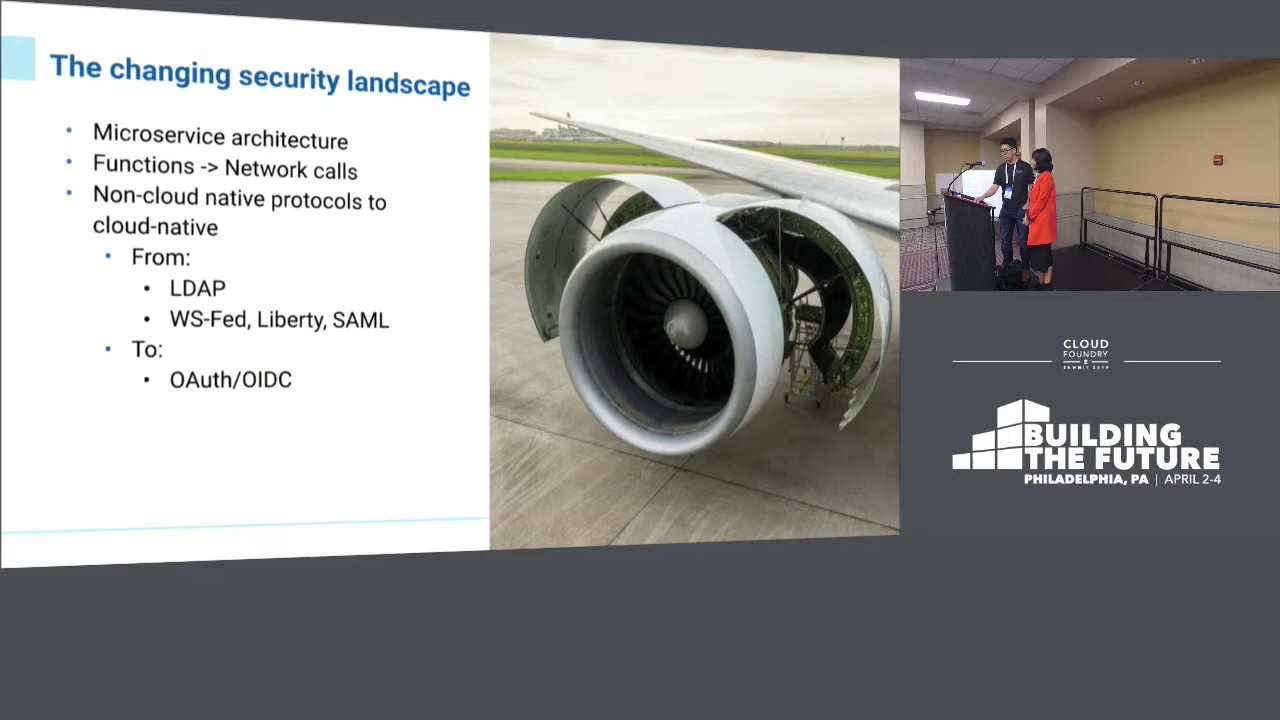 The changing security landscape
• Microservice architecture
• Functions -> Network calls
• Non-cloud native protocols to
cloud-native
• From:
• LDAP
• WS-Fed, Liberty, SAML
• To:
• OAuth/OIDC
CLOUD
FOUNDRY
SUMMIT 2019
BUILDING
THE FUTURE
PHILADELPHIA, PA | APRIL 2-4